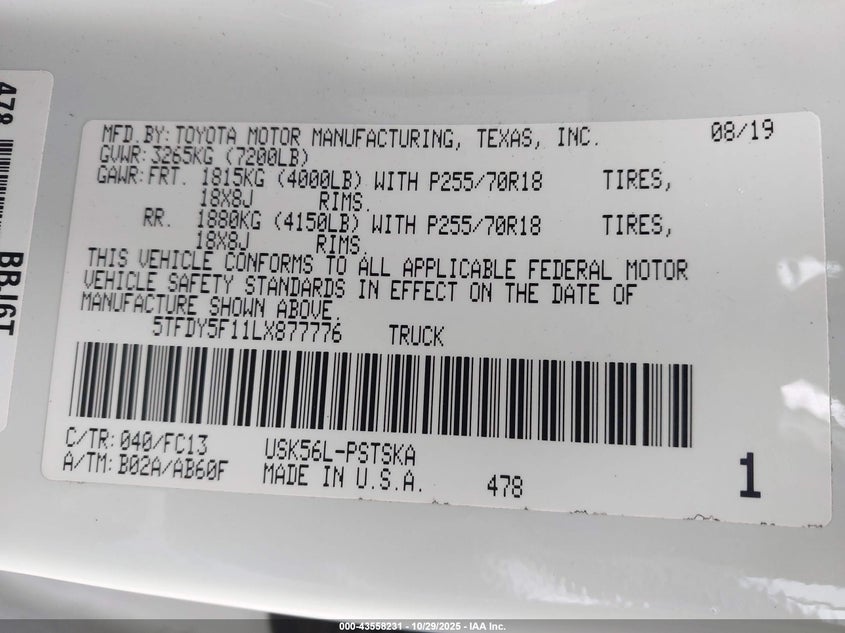 478
BBJ6T
MFD.BY:TOYOTA MOTOR MANUFACTURING, TEXAS, INC. 08/19
GVWR:3265KG (7200LB)
GAWR:FRT. 1815KG (4000LB) WITH P255/70R18 TIRES,
18X8J RIMS.
RR. 1880KG (4150LB) WITH P255/70R18 TIRES,
18X8J RIMS.
THIS VEHICLE CONFORMS TO ALL APPLICABLE FEDERAL MOTOR
VEHICLE SAFETY STANDARDS IN EFFECT ON THE DATE OF
MANUFACTURE SHOWN ABOVE.
5TFDY5F11LX877776 TRUCK
C/TR:040/FC13 USK56L-PSTSKA
A/TM:B02A/AB60F MADE IN U.S.A. 478 1
000-43558231 - 10/29/2025 - IAA Inc.